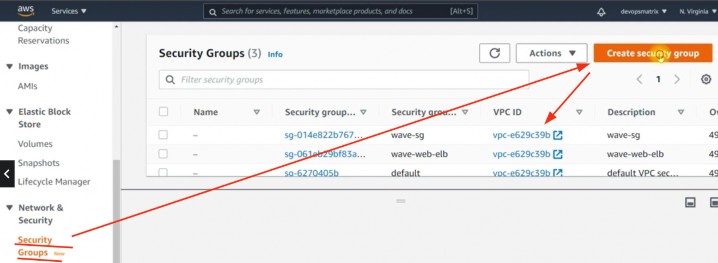 aws
Services ▼
Search for services, features, marketplace products, and docs
[Alt+S]
devopsmatrix ▼
N. Virginia ▼
Capacity
Reservations
▼ Images
AMIs
▼ Elastic Block
Store
Volumes
Snapshots
Lifecycle Manager
▼ Network &
Security
Security
Groups New
Security Groups (3) Info
Actions ▼
Create security group
Filter security groups
< 1 >
Name
Security group...
Security grou...
VPC ID
Description
–
sg-014e822b767...
wave-sg
vpc-e629c39b
wave-sg
–
sg-061eb29bf83a...
wave-web-elb
vpc-e629c39b
wave-web-elb
–
sg-6270405b
default
vpc-e629c39b
default VPC sec...